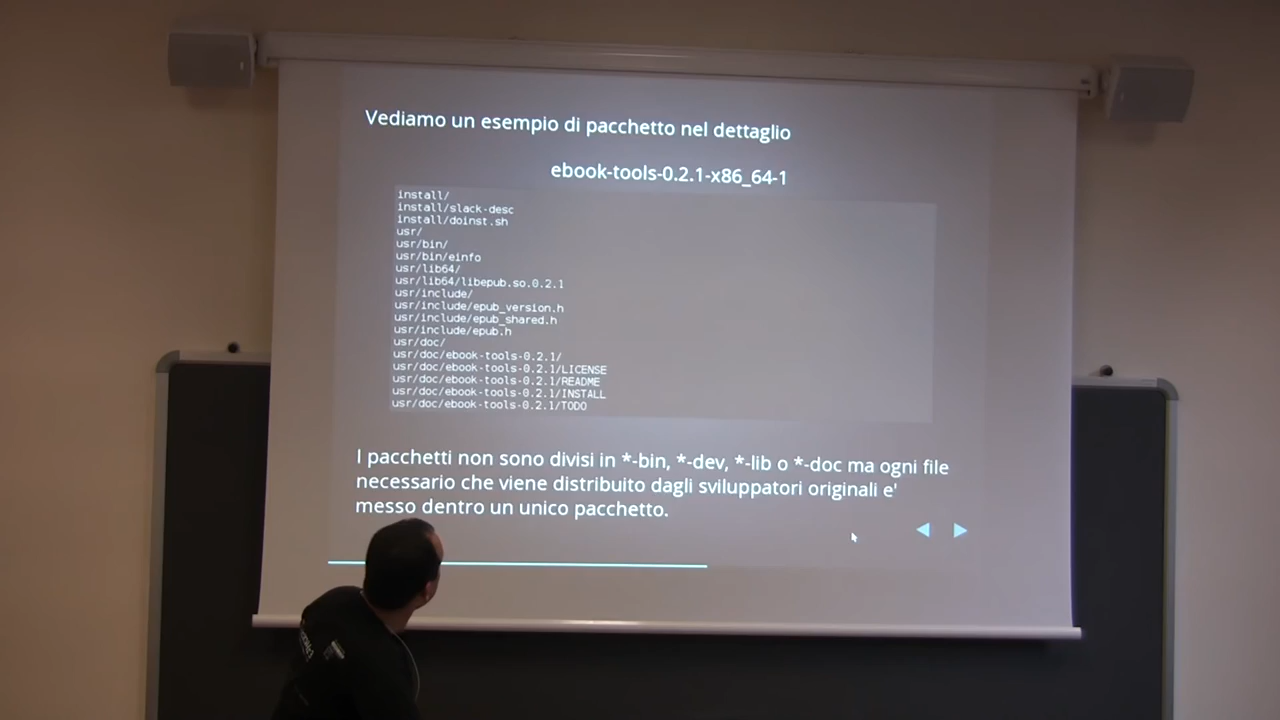 Vediamo un esempio di pacchetto nel dettaglio
ebook-tools-0.2.1-x86_64-1
install/
install/slack-desc
install/doinst.sh
usr/
usr/bin/
usr/bin/einfo
usr/lib64/
usr/lib64/libepub.so.0.2.1
usr/include/
usr/include/epub_version.h
usr/include/epub_shared.h
usr/include/epub.h
usr/doc/
usr/doc/ebook-tools-0.2.1/
usr/doc/ebook-tools-0.2.1/LICENSE
usr/doc/ebook-tools-0.2.1/README
usr/doc/ebook-tools-0.2.1/INSTALL
usr/doc/ebook-tools-0.2.1/TODO
I pacchetti non sono divisi in *-bin, *-dev, *-lib o *-doc ma ogni file
necessario che viene distribuito dagli sviluppatori originali e'
messo dentro un unico pacchetto.